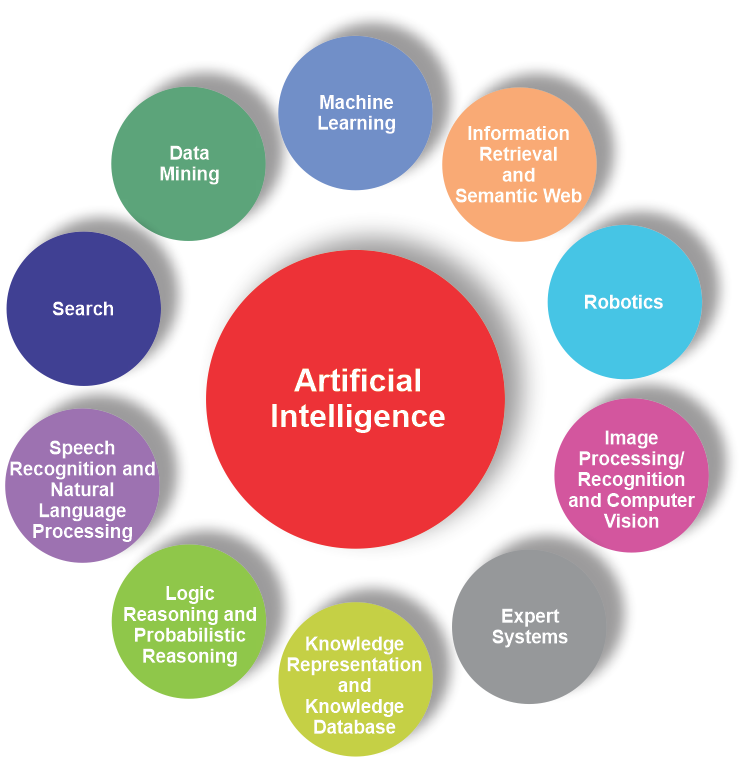 Machine
Learning
Information
Retrieval
and
Semantic Web
Robotics
Image
Processing/
Recognition
and Computer
Vision
Expert
Systems
Knowledge
Representation
and
Knowledge
Database
Logic
Reasoning and
Probabilistic
Reasoning
Speech
Recognition and
Natural
Language
Processing
Search
Data
Mining
Artificial
Intelligence